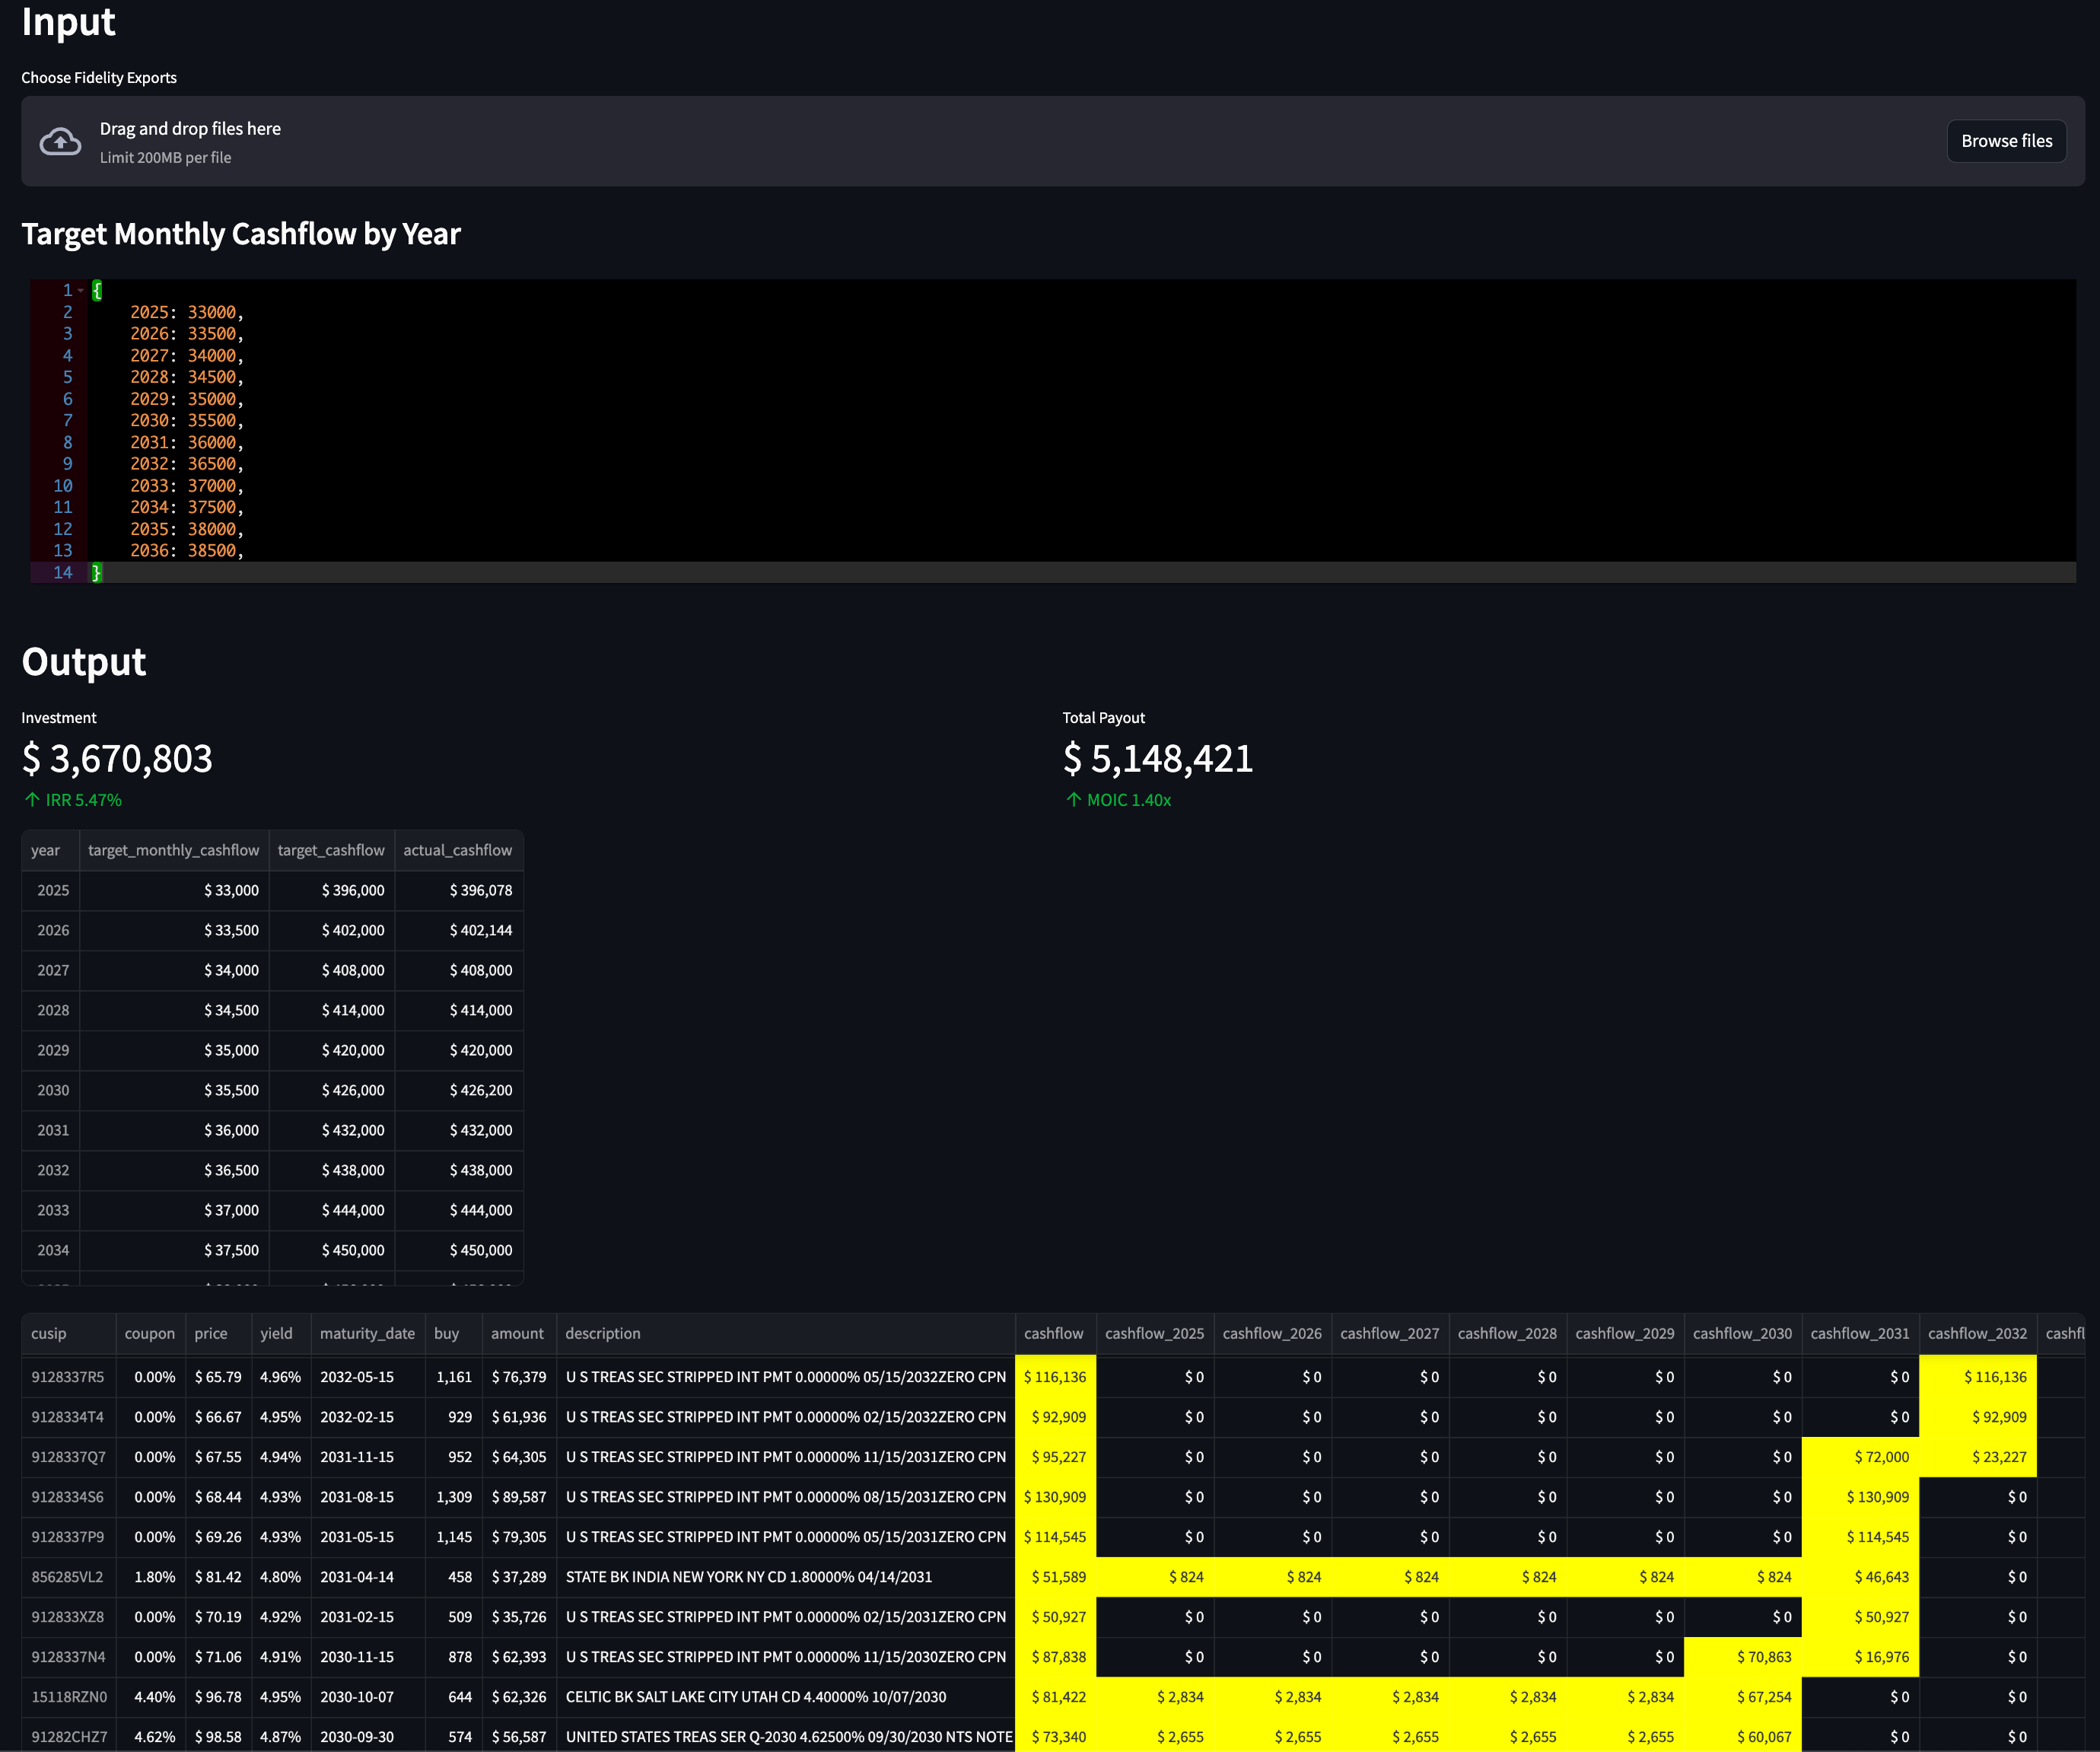 Input
Choose Fidelity Exports
Drag and drop files here
Limit 200MB per file
Browse files
Target Monthly Cashflow by Year
1 {
2 2025: 33000,
3 2026: 33500,
4 2027: 34000,
5 2028: 34500,
6 2029: 35000,
7 2030: 35500,
8 2031: 36000,
9 2032: 36500,
10 2033: 37000,
11 2034: 37500,
12 2035: 38000,
13 2036: 38500,
14 }
Output
Investment Total Payout
$ 3,670,803 $ 5,148,421
↑ IRR 5.47% ↑ MOIC 1.40x
year target_monthly_cashflow target_cashflow actual_cashflow
2025 $ 33,000 $ 396,000 $ 396,078
2026 $ 33,500 $ 402,000 $ 402,144
2027 $ 34,000 $ 408,000 $ 408,000
2028 $ 34,500 $ 414,000 $ 414,000
2029 $ 35,000 $ 420,000 $ 420,000
2030 $ 35,500 $ 426,000 $ 426,200
2031 $ 36,000 $ 432,000 $ 432,000
2032 $ 36,500 $ 438,000 $ 438,000
2033 $ 37,000 $ 444,000 $ 444,000
2034 $ 37,500 $ 450,000 $ 450,000
cusip coupon price yield maturity_date buy amount description cashflow cashflow_2025 cashflow_2026 cashflow_2027 cashflow_2028 cashflow_2029 cashflow_2030 cashflow_2031 cashflow_2032 cashfl
9128337R5 0.00% $ 65.79 4.96% 2032-05-15 1,161 $ 76,379 U S TREAS SEC STRIPPED INT PMT 0.00000% 05/15/2032ZERO CPN $ 116,136 $ 0 $ 0 $ 0 $ 0 $ 0 $ 0 $ 0 $ 116,136
9128334T4 0.00% $ 66.67 4.95% 2032-02-15 929 $ 61,936 U S TREAS SEC STRIPPED INT PMT 0.00000% 02/15/2032ZERO CPN $ 92,909 $ 0 $ 0 $ 0 $ 0 $ 0 $ 0 $ 0 $ 92,909
9128337Q7 0.00% $ 67.55 4.94% 2031-11-15 952 $ 64,305 U S TREAS SEC STRIPPED INT PMT 0.00000% 11/15/2031ZERO CPN $ 95,227 $ 0 $ 0 $ 0 $ 0 $ 0 $ 0 $ 72,000 $ 23,227
9128334S6 0.00% $ 68.44 4.93% 2031-08-15 1,309 $ 89,587 U S TREAS SEC STRIPPED INT PMT 0.00000% 08/15/2031ZERO CPN $ 130,909 $ 0 $ 0 $ 0 $ 0 $ 0 $ 0 $ 130,909 $ 0
9128337P9 0.00% $ 69.26 4.93% 2031-05-15 1,145 $ 79,305 U S TREAS SEC STRIPPED INT PMT 0.00000% 05/15/2031ZERO CPN $ 114,545 $ 0 $ 0 $ 0 $ 0 $ 0 $ 0 $ 114,545 $ 0
856285VL2 1.80% $ 81.42 4.80% 2031-04-14 458 $ 37,289 STATE BK INDIA NEW YORK NY CD 1.80000% 04/14/2031 $ 51,589 $ 824 $ 824 $ 824 $ 824 $ 824 $ 824 $ 46,643 $ 0
912833XZ8 0.00% $ 70.19 4.92% 2031-02-15 509 $ 35,726 U S TREAS SEC STRIPPED INT PMT 0.00000% 02/15/2031ZERO CPN $ 50,927 $ 0 $ 0 $ 0 $ 0 $ 0 $ 0 $ 50,927 $ 0
9128337N4 0.00% $ 71.06 4.91% 2030-11-15 878 $ 62,393 U S TREAS SEC STRIPPED INT PMT 0.00000% 11/15/2030ZERO CPN $ 87,838 $ 0 $ 0 $ 0 $ 0 $ 0 $ 70,863 $ 16,976 $ 0
15118RZN0 4.40% $ 96.78 4.95% 2030-10-07 644 $ 62,326 CELTIC BK SALT LAKE CITY UTAH CD 4.40000% 10/07/2030 $ 81,422 $ 2,834 $ 2,834 $ 2,834 $ 2,834 $ 2,834 $ 67,254 $ 0 $ 0
91282CHZ7 4.62% $ 98.58 4.87% 2030-09-30 574 $ 56,587 UNITED STATES TREAS SER Q-2030 4.62500% 09/30/2030 NTS NOTE $ 73,340 $ 2,655 $ 2,655 $ 2,655 $ 2,655 $ 2,655 $ 60,067 $ 0 $ 0